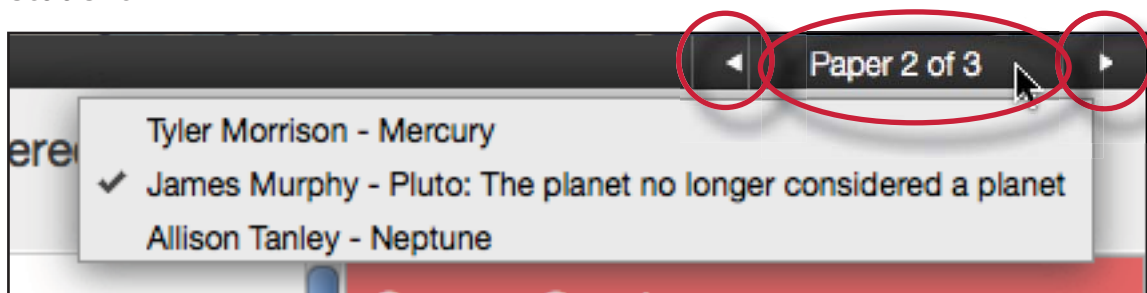 Paper 2 of 3
Tyler Morrison - Mercury
James Murphy - Pluto: The planet no longer considered a planet
Allison Tanley - Neptune